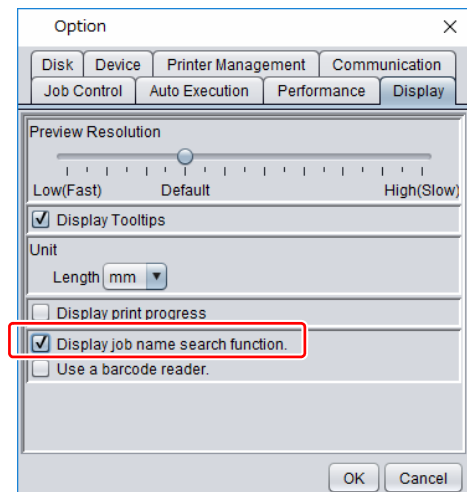 Option
Disk Device Printer Management Communication
Job Control Auto Execution Performance Display
Preview Resolution
Low(Fast) Default High(Slow)
Display Tooltips
Unit
Length mm
Display print progress
Display job name search function.
Use a barcode reader.
OK Cancel